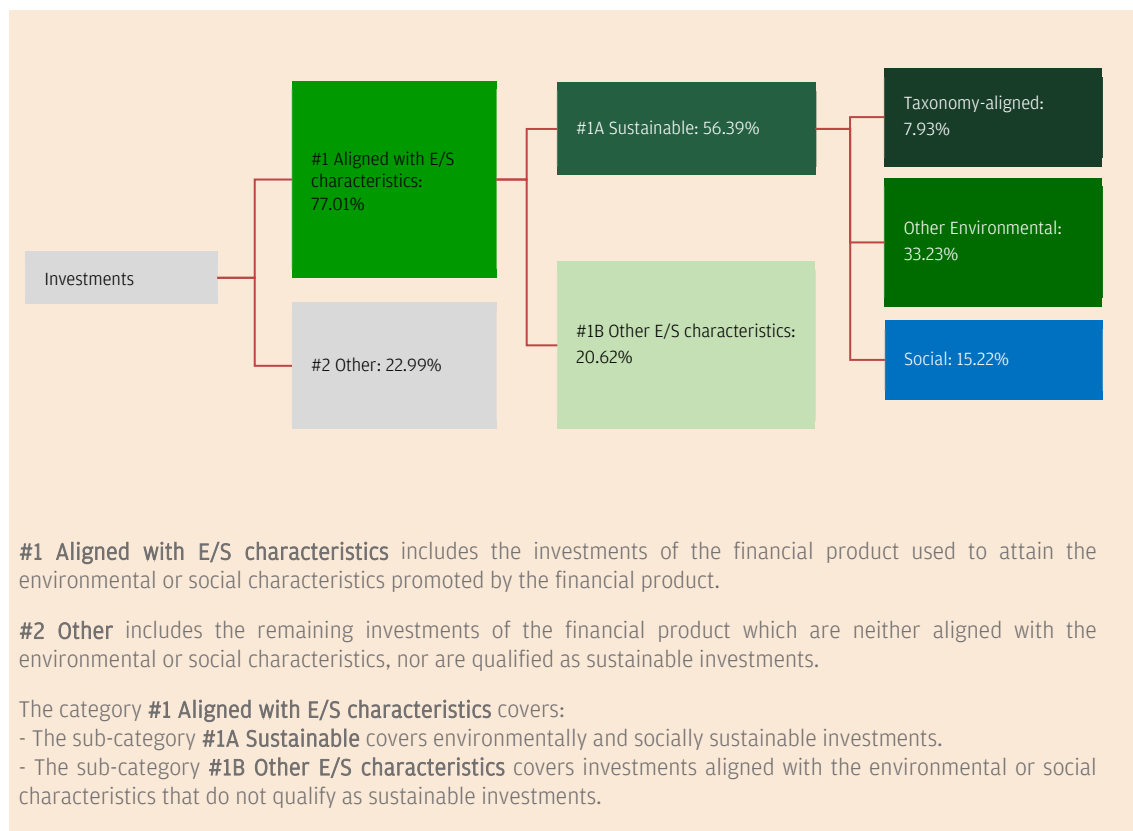 Investments
#1 Aligned with E/S
characteristics:
77.01%
#2 Other: 22.99%
#1A Sustainable: 56.39%
#1B Other E/S characteristics:
20.62%
Taxonomy-aligned:
7.93%
Other Environmental:
33.23%
Social: 15.22%
#1 Aligned with E/S characteristics includes the investments of the financial product used to attain the
environmental or social characteristics promoted by the financial product.
#2 Other includes the remaining investments of the financial product which are neither aligned with the
environmental or social characteristics, nor are qualified as sustainable investments.
The category #1 Aligned with E/S characteristics covers:
- The sub-category #1A Sustainable covers environmentally and socially sustainable investments.
- The sub-category #1B Other E/S characteristics covers investments aligned with the environmental or social
characteristics that do not qualify as sustainable investments.